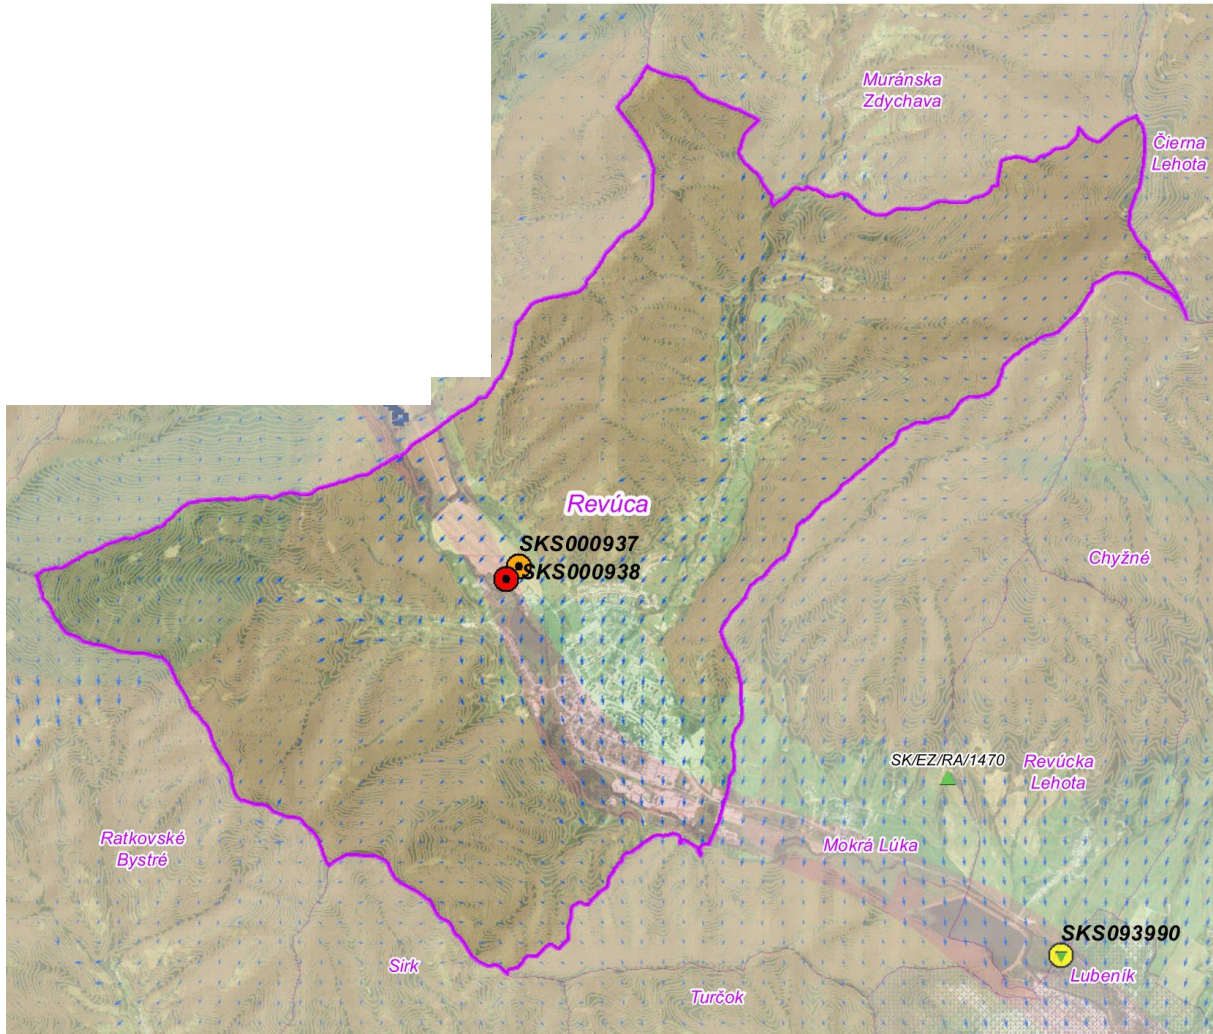 Muránska
Zdychava
Čierna
Lehota
Revúca
SKS000937
SKS000938
Chyžné
SK/EZ/RA/1470
Revúcka
Lehota
Ratkovské
Bystré
Mokrá Lúka
SKS093990
Sirk
Lubeník
Turčok